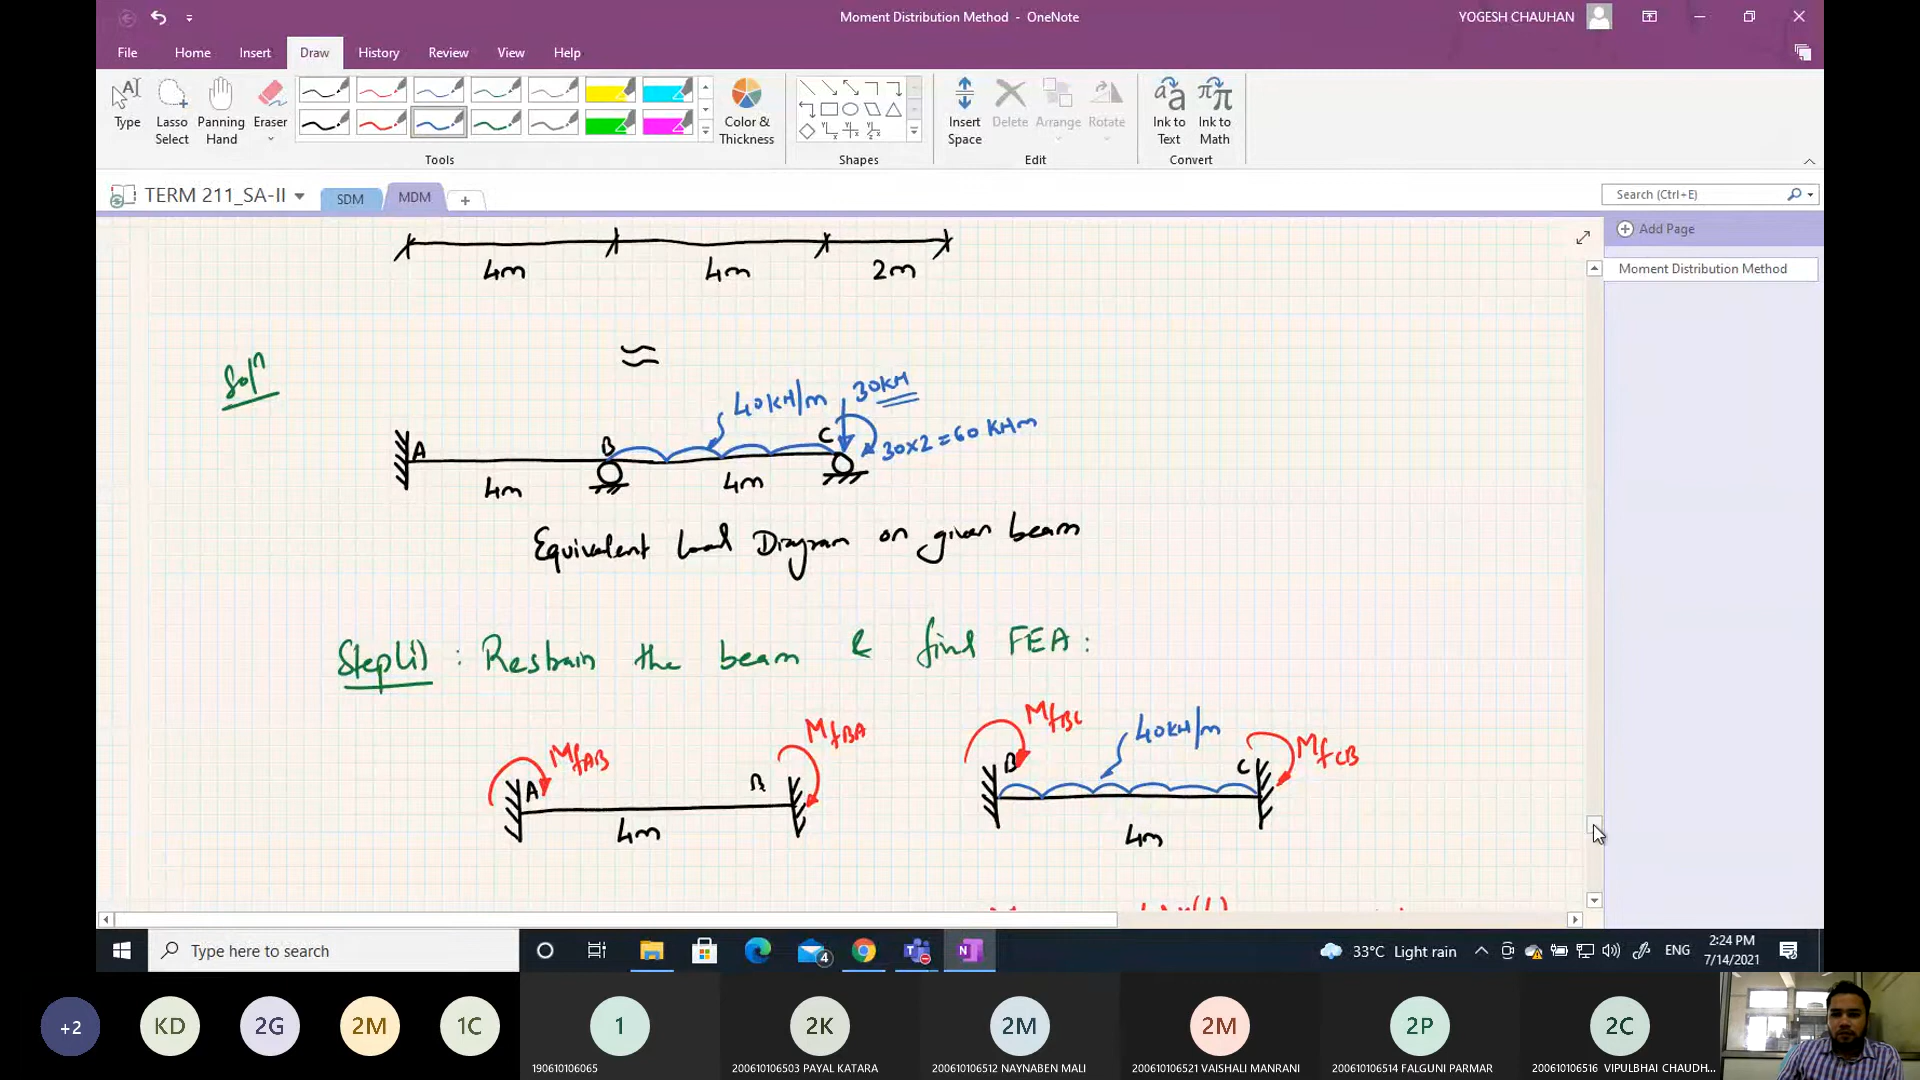 Moment Distribution Method - OneNote
YOGESH CHAUHAN
File Home Insert Draw History Review View Help
Type
Lasso Select
Panning Hand
Eraser
Color & Thickness
Insert Space
Delete
Arrange
Rotate
Ink to Text
Ink to Math
Tools
Shapes
Edit
Convert
TERM 211_SA-II
SDM
MDM
Search (Ctrl+E)
Add Page
Moment Distribution Method
4m 4m 2m
Soln
≈
40kN/m
30kN
A B C
30×2=60 kNm
4m 4m
Equivalent Load Diagram on given beam
Step(i) : Restrain the beam & find FEA:
MfAB MfBA MfBC 40kN/m MfCB
A B B C
4m 4m
Type here to search
4
33°C Light rain
ENG
2:24 PM
7/14/2021
+2 KD 2G 2M 1C 1 2K 2M 2M 2P 2C
190610106065
200610106503 PAYAL KATARA
200610106512 NAYNABEN MALI
200610106521 VAISHALI MANRANI
200610106514 FALGUNI PARMAR
200610106516 VIPULBHAI CHAUDH...